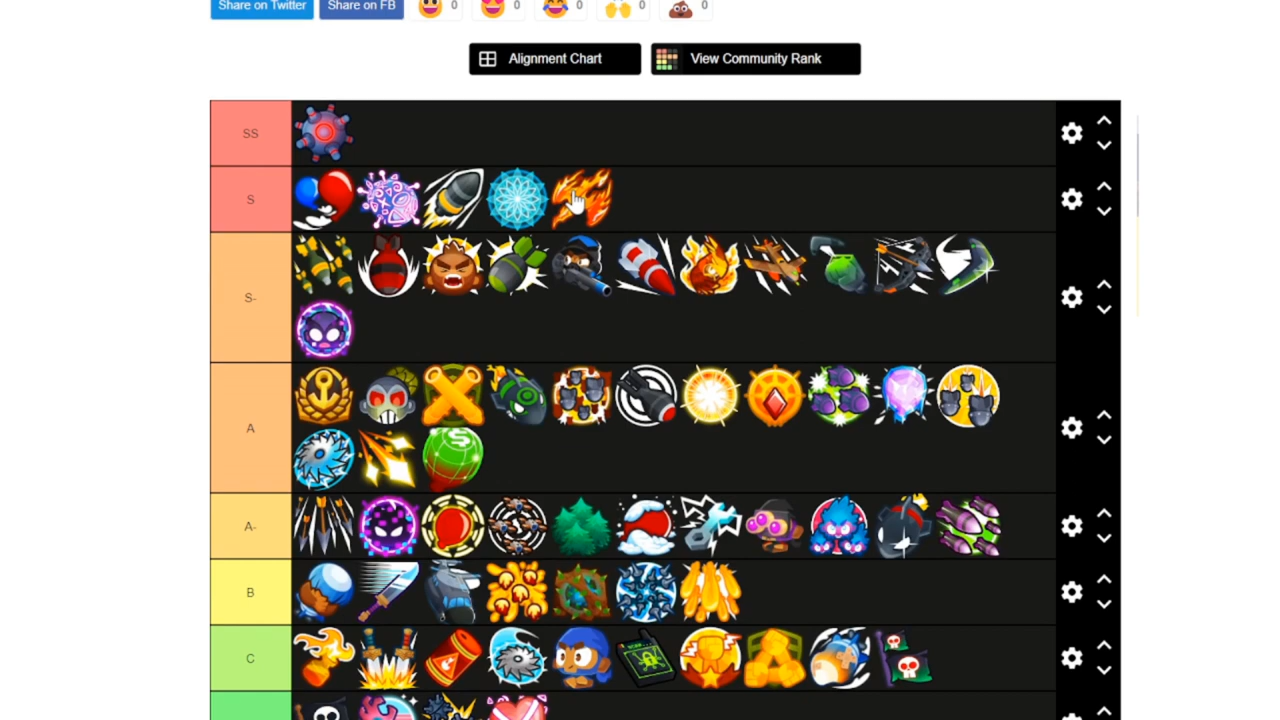 Share on Twitter Share on FB 0 0 0 0 0
Alignment Chart View Community Rank
SS
S
S-
A
A-
B
C